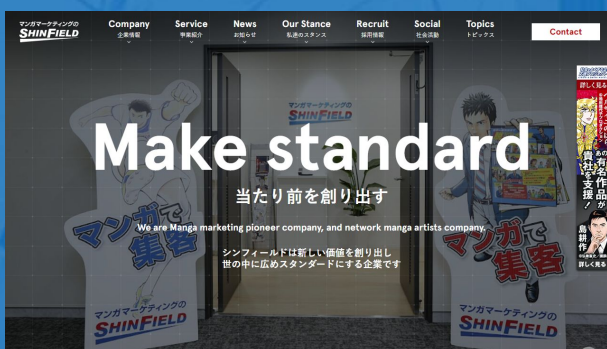 マンガマーケティングの
SHINFIELD
Company
企業情報
Service
事業紹介
News
お知らせ
Our Stance
私達のスタンス
Recruit
採用情報
Social
社会活動
Topics
トピックス
Contact
マンガマーケティングの
SHINFIELD
Make standard
当たり前を創り出す
We are Manga marketing pioneer company, and network manga artists company.
シンフィールドは新しい価値を創り出し
世の中に広めスタンダードにする企業です
マンガで
集客
マンガマーケティングの
SHINFIELD
マンガで
集客
マンガマーケティングの
SHINFIELD
詳しく見る
あの有名作品が
貴社を支援!
島耕作
詳しく見る